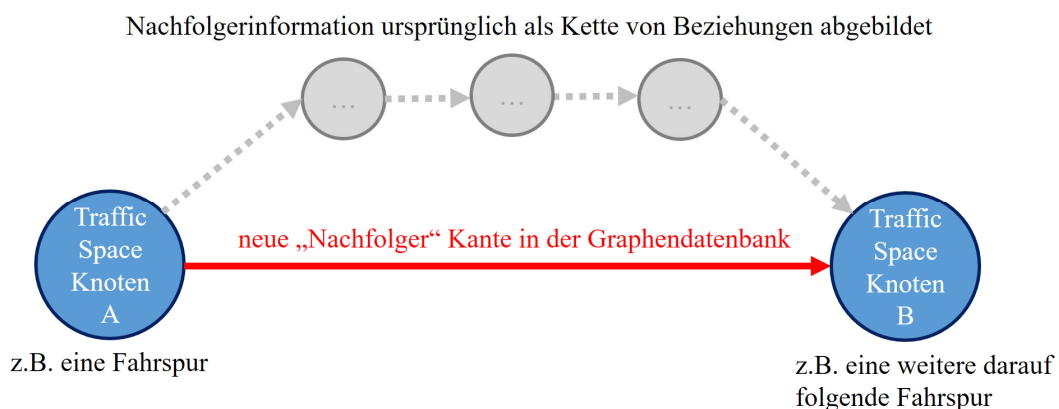 Nachfolgerinformation ursprünglich als Kette von Beziehungen abgebildet
...
...
...
Traffic
Space
Knoten
A
neue „Nachfolger“ Kante in der Graphendatenbank
Traffic
Space
Knoten
B
z.B. eine Fahrspur
z.B. eine weitere darauf
folgende Fahrspur